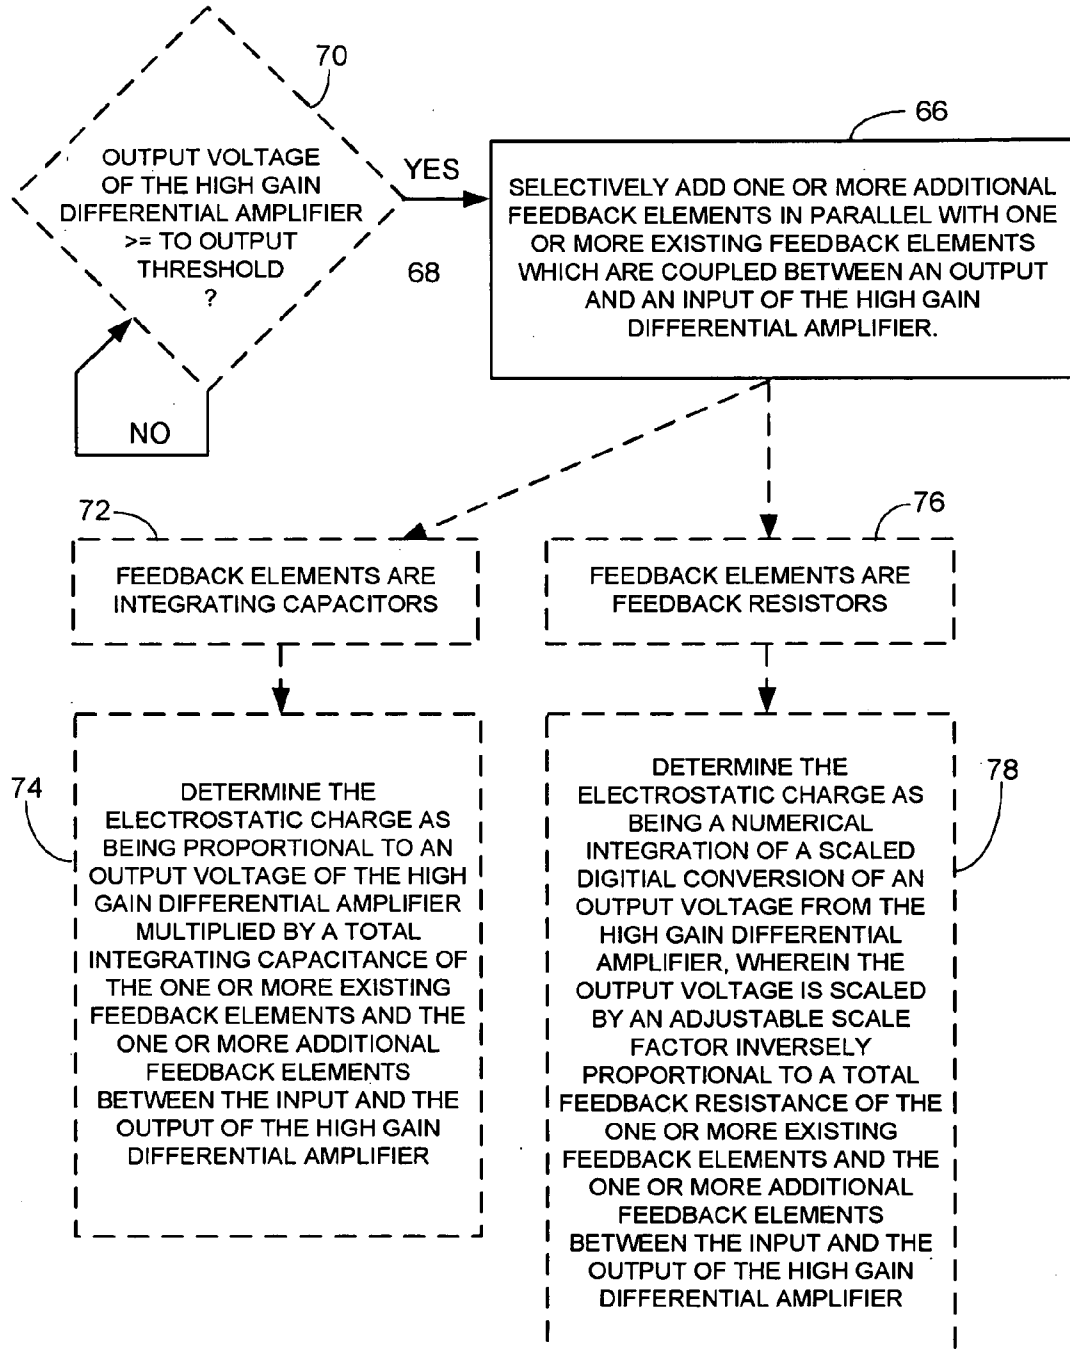 70
OUTPUT VOLTAGE
OF THE HIGH GAIN
DIFFERENTIAL AMPLIFIER
>= TO OUTPUT
THRESHOLD
?
YES
NO
68
66
SELECTIVELY ADD ONE OR MORE ADDITIONAL
FEEDBACK ELEMENTS IN PARALLEL WITH ONE
OR MORE EXISTING FEEDBACK ELEMENTS
WHICH ARE COUPLED BETWEEN AN OUTPUT
AND AN INPUT OF THE HIGH GAIN
DIFFERENTIAL AMPLIFIER.
72
FEEDBACK ELEMENTS ARE
INTEGRATING CAPACITORS
76
FEEDBACK ELEMENTS ARE
FEEDBACK RESISTORS
74
DETERMINE THE
ELECTROSTATIC CHARGE AS
BEING PROPORTIONAL TO AN
OUTPUT VOLTAGE OF THE HIGH
GAIN DIFFERENTIAL AMPLIFIER
MULTIPLIED BY A TOTAL
INTEGRATING CAPACITANCE OF
THE ONE OR MORE EXISTING
FEEDBACK ELEMENTS AND THE
ONE OR MORE ADDITIONAL
FEEDBACK ELEMENTS
BETWEEN THE INPUT AND THE
OUTPUT OF THE HIGH GAIN
DIFFERENTIAL AMPLIFIER
78
DETERMINE THE
ELECTROSTATIC CHARGE AS
BEING A NUMERICAL
INTEGRATION OF A SCALED
DIGITIAL CONVERSION OF AN
OUTPUT VOLTAGE FROM THE
HIGH GAIN DIFFERENTIAL
AMPLIFIER, WHEREIN THE
OUTPUT VOLTAGE IS SCALED
BY AN ADJUSTABLE SCALE
FACTOR INVERSELY
PROPORTIONAL TO A TOTAL
FEEDBACK RESISTANCE OF THE
ONE OR MORE EXISTING
FEEDBACK ELEMENTS AND THE
ONE OR MORE ADDITIONAL
FEEDBACK ELEMENTS
BETWEEN THE INPUT AND THE
OUTPUT OF THE HIGH GAIN
DIFFERENTIAL AMPLIFIER